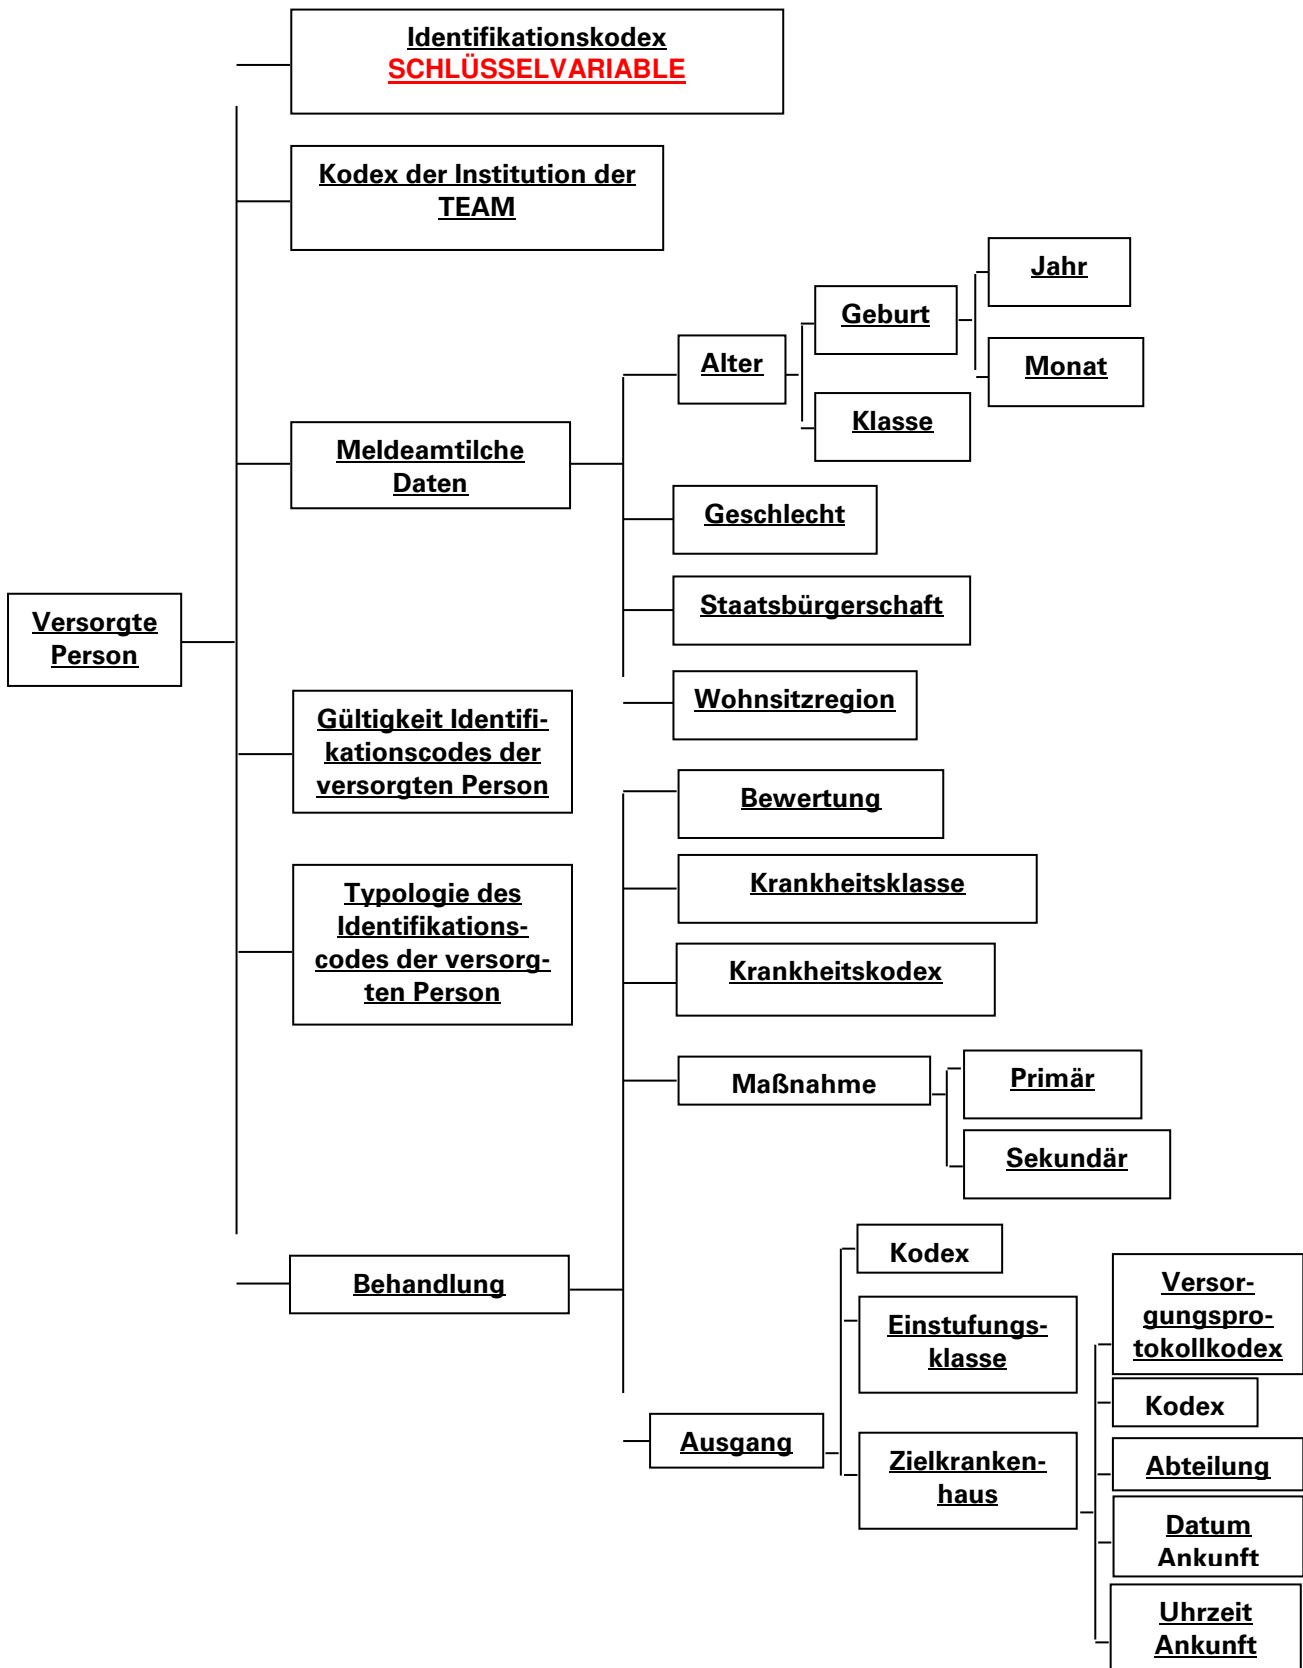 Identifikationskodex
SCHLÜSSELVARIABLE
Kodex der Institution der
TEAM
Jahr
Geburt
Monat
Alter
Klasse
Meldeamtilche
Daten
Geschlecht
Staatsbürgerschaft
Wohnsitzregion
Versorgte
Person
Gültigkeit Identifi-
kationscodes der
versorgten Person
Typologie des
Identifikations-
codes der versorg-
ten Person
Bewertung
Krankheitsklasse
Krankheitskodex
Maßnahme
Primär
Sekundär
Behandlung
Kodex
Einstufungs-
klasse
Ausgang
Zielkranken-
haus
Versor-
gungspro-
tokollkodex
Kodex
Abteilung
Datum
Ankunft
Uhrzeit
Ankunft